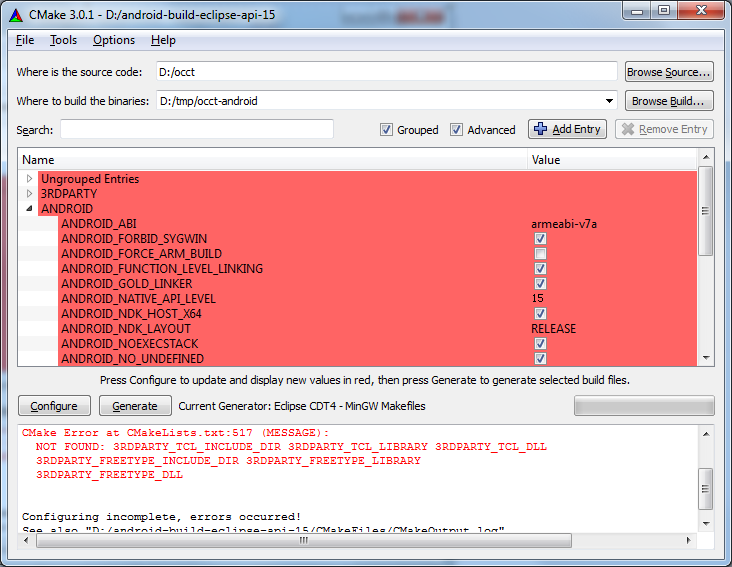 CMake 3.0.1 - D:/android-build-eclipse-api-15
File Tools Options Help
Where is the source code: D:/occt Browse Source...
Where to build the binaries: D:/tmp/occt-android Browse Build...
Search: Grouped Advanced Add Entry Remove Entry
Name Value
Ungrouped Entries
3RDPARTY
ANDROID
ANDROID_ABI armeabi-v7a
ANDROID_FORBID_SYGWIN
ANDROID_FORCE_ARM_BUILD
ANDROID_FUNCTION_LEVEL_LINKING
ANDROID_GOLD_LINKER
ANDROID_NATIVE_API_LEVEL 15
ANDROID_NDK_HOST_X64
ANDROID_NDK_LAYOUT RELEASE
ANDROID_NOEXECSTACK
ANDROID_NO_UNDEFINED
Press Configure to update and display new values in red, then press Generate to generate selected build files.
Configure Generate Current Generator: Eclipse CDT4 - MinGW Makefiles
CMake Error at CMakeLists.txt:517 (MESSAGE):
NOT FOUND: 3RDPARTY_TCL_INCLUDE_DIR 3RDPARTY_TCL_LIBRARY 3RDPARTY_TCL_DLL
3RDPARTY_FREETYPE_INCLUDE_DIR 3RDPARTY_FREETYPE_LIBRARY
3RDPARTY_FREETYPE_DLL
Configuring incomplete, errors occurred!
See also "D:/android-build-eclipse-api-15/CMakeFiles/CMakeOutput.log".